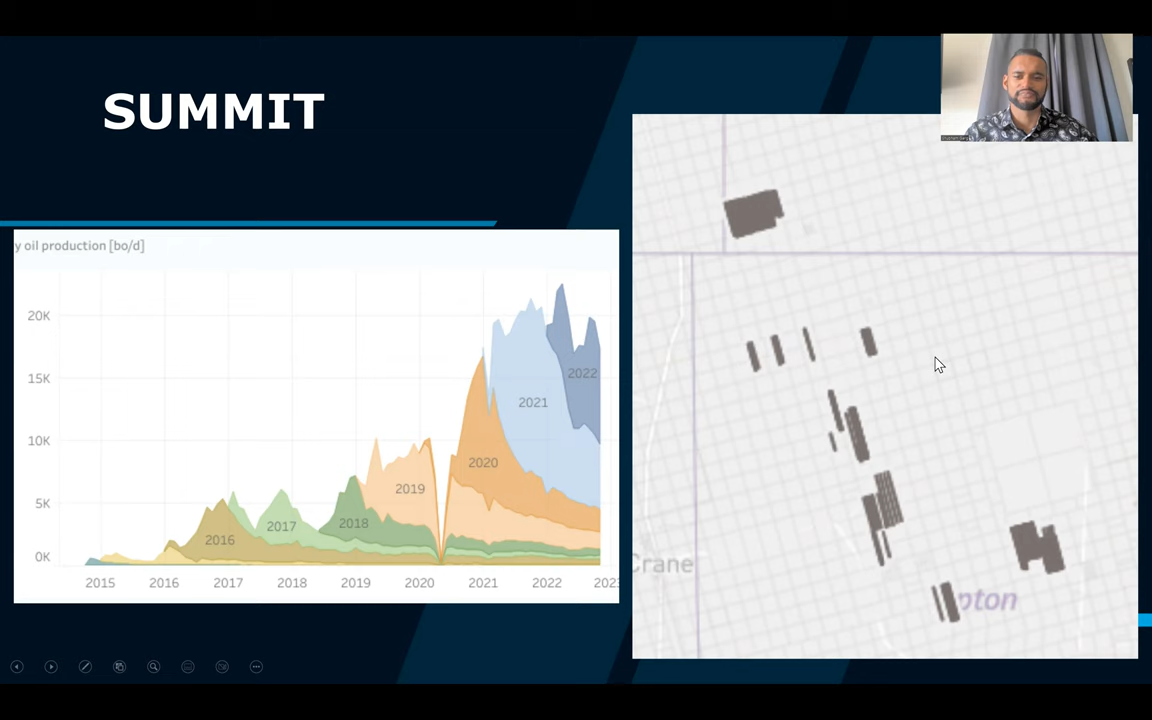 SUMMIT
y oil production [bo/d]
20K
15K
10K
5K
0K
2016
2017
2018
2019
2020
2021
2022
2015 2016 2017 2018 2019 2020 2021 2022 2023
Crane
pton